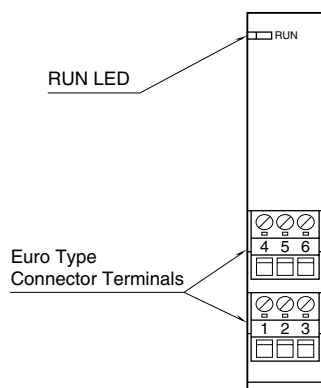 RUN
RUN LED
4 5 6
Euro Type
Connector Terminals
1 2 3